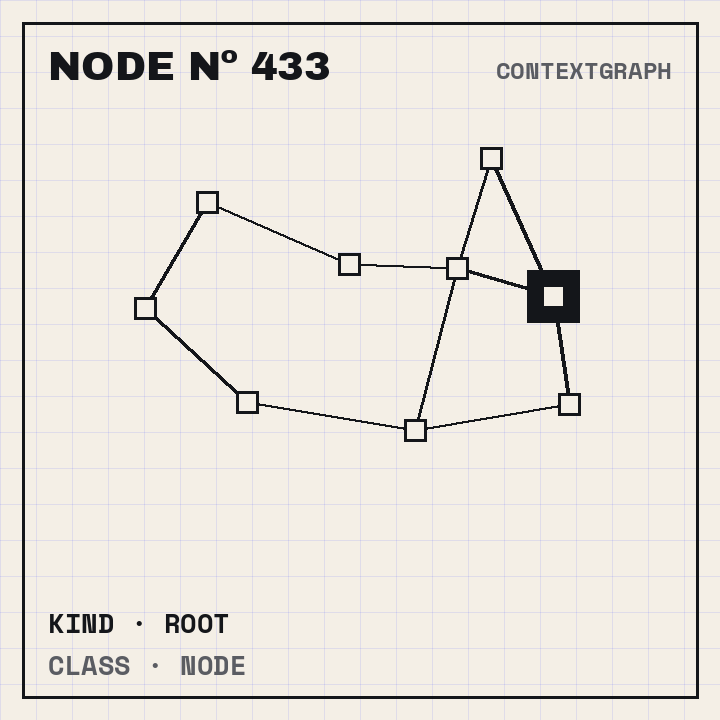 NODE Nº 433
CONTEXTGRAPH
KIND · ROOT
CLASS · NODE